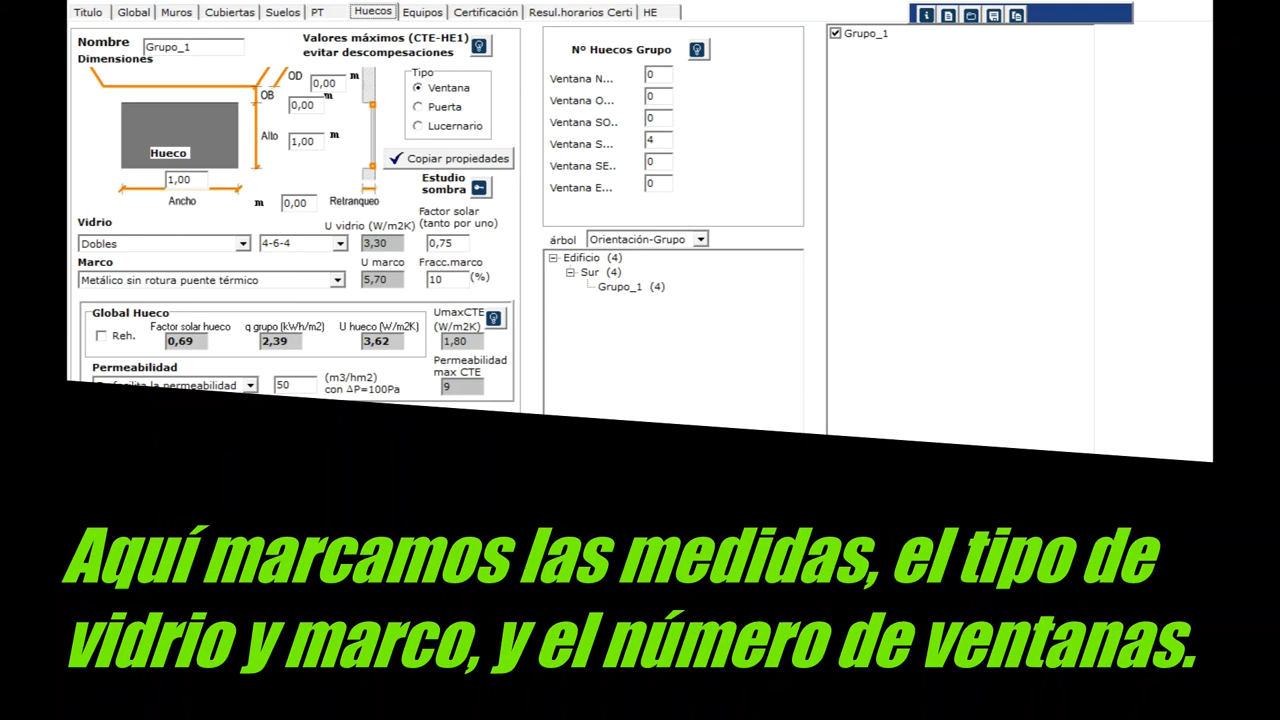 Titulo Global Muros Cubiertas Suelos PT Huecos Equipos Certificación Resul.horarios Certi HE
Nombre Grupo_1
Valores máximos (CTE-HE1)
evitar descompesaciones
Dimensiones
OD 0,00 m
OB 0,00 m
Alto 1,00 m
Hueco
1,00
Ancho
m 0,00 Retranqueo
Tipo
Ventana
Puerta
Lucernario
Copiar propiedades
Estudio
sombra
Vidrio
U vidrio (W/m2K)
Factor solar
(tanto por uno)
Dobles 4-6-4 3,30 0,75
Marco U marco Fracc.marco
Metálico sin rotura puente térmico 5,70 10 (%)
Global Hueco
Reh.
Factor solar hueco q grupo (kWh/m2) U hueco (W/m2K)
0,69 2,39 3,62
UmaxCTE
(W/m2K)
1,80
Permeabilidad
facilita la permeabilidad 50 (m3/hm2)
con ΔP=100Pa
Permeabilidad
max CTE
9
Nº Huecos Grupo
Ventana N... 0
Ventana O... 0
Ventana SO.. 0
Ventana S... 4
Ventana SE.. 0
Ventana E... 0
árbol Orientación-Grupo
Edificio (4)
Sur (4)
Grupo_1 (4)
Grupo_1
Aquí marcamos las medidas, el tipo de
vidrio y marco, y el número de ventanas.